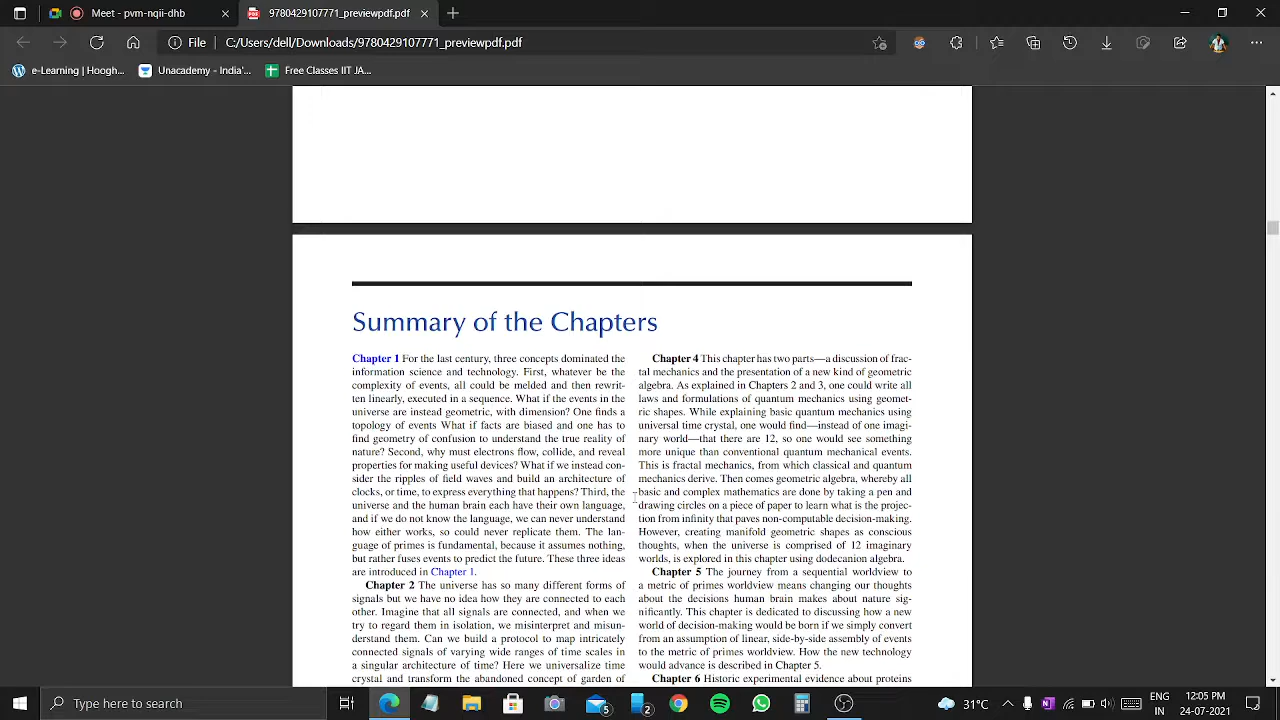 Meet - pvm-nqii-dhb
9780429107771_previewpdf.pdf
File
C:/Users/dell/Downloads/9780429107771_previewpdf.pdf
e-Learning | Hoogh...
Unacademy - India'...
Free Classes IIT JA...
Summary of the Chapters
Chapter 1 For the last century, three concepts dominated the
information science and technology. First, whatever be the
complexity of events, all could be melded and then rewrit-
ten linearly, executed in a sequence. What if the events in the
universe are instead geometric, with dimension? One finds a
topology of events What if facts are biased and one has to
find geometry of confusion to understand the true reality of
nature? Second, why must electrons flow, collide, and reveal
properties for making useful devices? What if we instead con-
sider the ripples of field waves and build an architecture of
clocks, or time, to express everything that happens? Third, the
universe and the human brain each have their own language,
and if we do not know the language, we can never understand
how either works, so could never replicate them. The lan-
guage of primes is fundamental, because it assumes nothing,
but rather fuses events to predict the future. These three ideas
are introduced in Chapter 1.
Chapter 2 The universe has so many different forms of
signals but we have no idea how they are connected to each
other. Imagine that all signals are connected, and when we
try to regard them in isolation, we misinterpret and misun-
derstand them. Can we build a protocol to map intricately
connected signals of varying wide ranges of time scales in
a singular architecture of time? Here we universalize time
crystal and transform the abandoned concept of garden of
Chapter 4 This chapter has two parts—a discussion of frac-
tal mechanics and the presentation of a new kind of geometric
algebra. As explained in Chapters 2 and 3, one could write all
laws and formulations of quantum mechanics using geomet-
ric shapes. While explaining basic quantum mechanics using
universal time crystal, one would find—instead of one imagi-
nary world—that there are 12, so one would see something
more unique than conventional quantum mechanical events.
This is fractal mechanics, from which classical and quantum
mechanics derive. Then comes geometric algebra, whereby all
basic and complex mathematics are done by taking a pen and
drawing circles on a piece of paper to learn what is the projec-
tion from infinity that paves non-computable decision-making.
However, creating manifold geometric shapes as conscious
thoughts, when the universe is comprised of 12 imaginary
worlds, is explored in this chapter using dodecanion algebra.
Chapter 5 The journey from a sequential worldview to
a metric of primes worldview means changing our thoughts
about the decisions human brain makes about nature sig-
nificantly. This chapter is dedicated to discussing how a new
world of decision-making would be born if we simply convert
from an assumption of linear, side-by-side assembly of events
to the metric of primes worldview. How the new technology
would advance is described in Chapter 5.
Chapter 6 Historic experimental evidence about proteins
Type here to search
5
2
31°C
ENG
IN
12:05 PM
24-07-2021